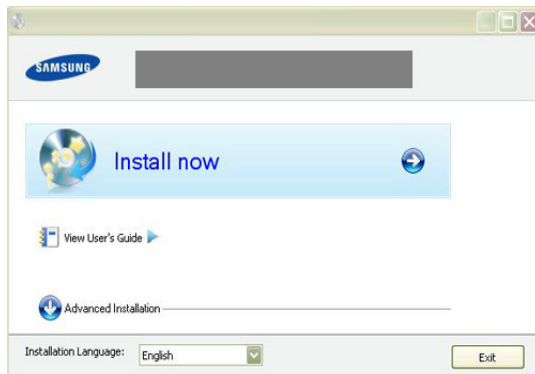 SAMSUNG
Install now
View User's Guide
Advanced Installation
Installation Language: English
Exit